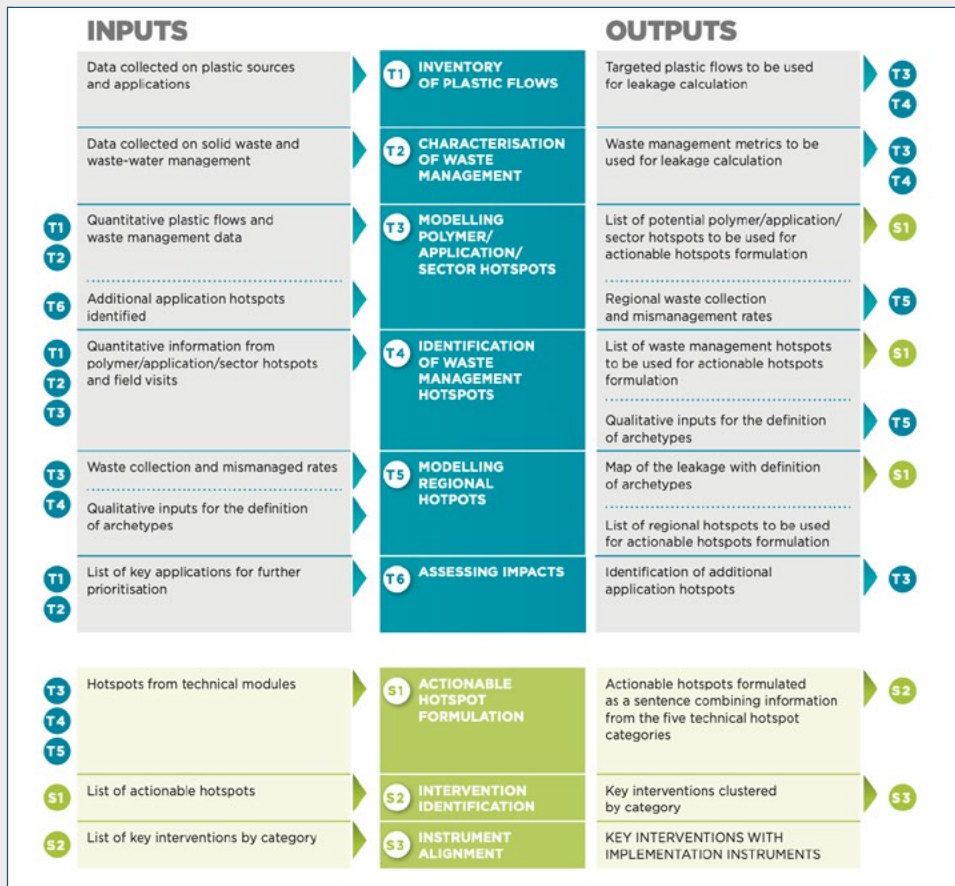 INPUTS
OUTPUTS
Data collected on plastic sources
and applications
T1
INVENTORY
OF PLASTIC FLOWS
Targeted plastic flows to be used
for leakage calculation
T3
T4
Data collected on solid waste and
waste-water management
T2
CHARACTERISATION
OF WASTE
MANAGEMENT
Waste management metrics to be
used for leakage calculation
T3
T4
T1
T2
Quantitative plastic flows and
waste management data
T6
Additional application hotspots
identified
T3
MODELLING
POLYMER/
APPLICATION/
SECTOR HOTSPOTS
List of potential polymer/application/
sector hotspots to be used for
actionable hotspots formulation
S1
Regional waste collection
and mismanagement rates
T5
T1
T2
T3
Quantitative information from
polymer/application/sector hotspots
and field visits
T4
IDENTIFICATION
OF WASTE
MANAGEMENT
HOTSPOTS
List of waste management hotspots
to be used for actionable hotspots
formulation
S1
Qualitative inputs for the definition
of archetypes
T5
T3
T4
Waste collection and mismanaged rates
Qualitative inputs for the definition
of archetypes
T5
MODELLING
REGIONAL
HOTPOTS
Map of the leakage with definition
of archetypes
S1
List of regional hotspots to be used
for actionable hotspots formulation
T1
T2
List of key applications for further
prioritisation
T6
ASSESSING IMPACTS
Identification of additional
application hotspots
T3
T3
T4
T5
Hotspots from technical modules
S1
ACTIONABLE
HOTSPOT
FORMULATION
Actionable hotspots formulated
as a sentence combining information
from the five technical hotspot
categories
S2
S1
List of actionable hotspots
S2
INTERVENTION
IDENTIFICATION
Key interventions clustered
by category
S3
S2
List of key interventions by category
S3
INSTRUMENT
ALIGNMENT
KEY INTERVENTIONS WITH
IMPLEMENTATION INSTRUMENTS